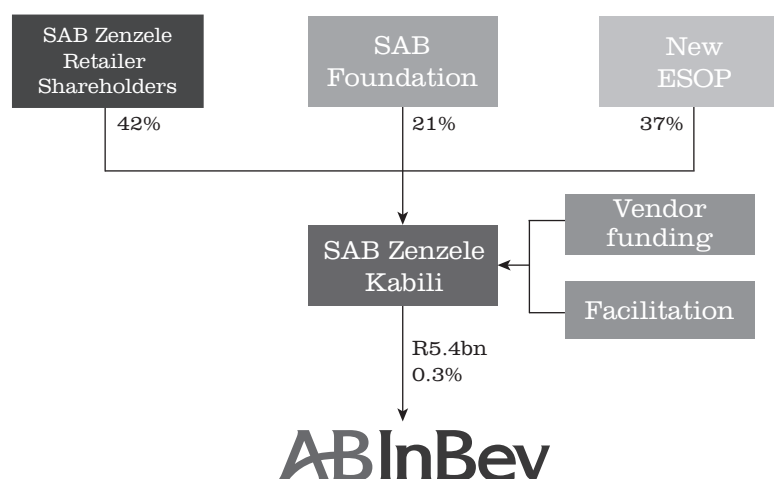 SAB Zenzele
Retailer
Shareholders
SAB
Foundation
New
ESOP
42%
21%
37%
SAB Zenzele
Kabili
Vendor
funding
Facilitation
R5.4bn
0.3%
ABInBev